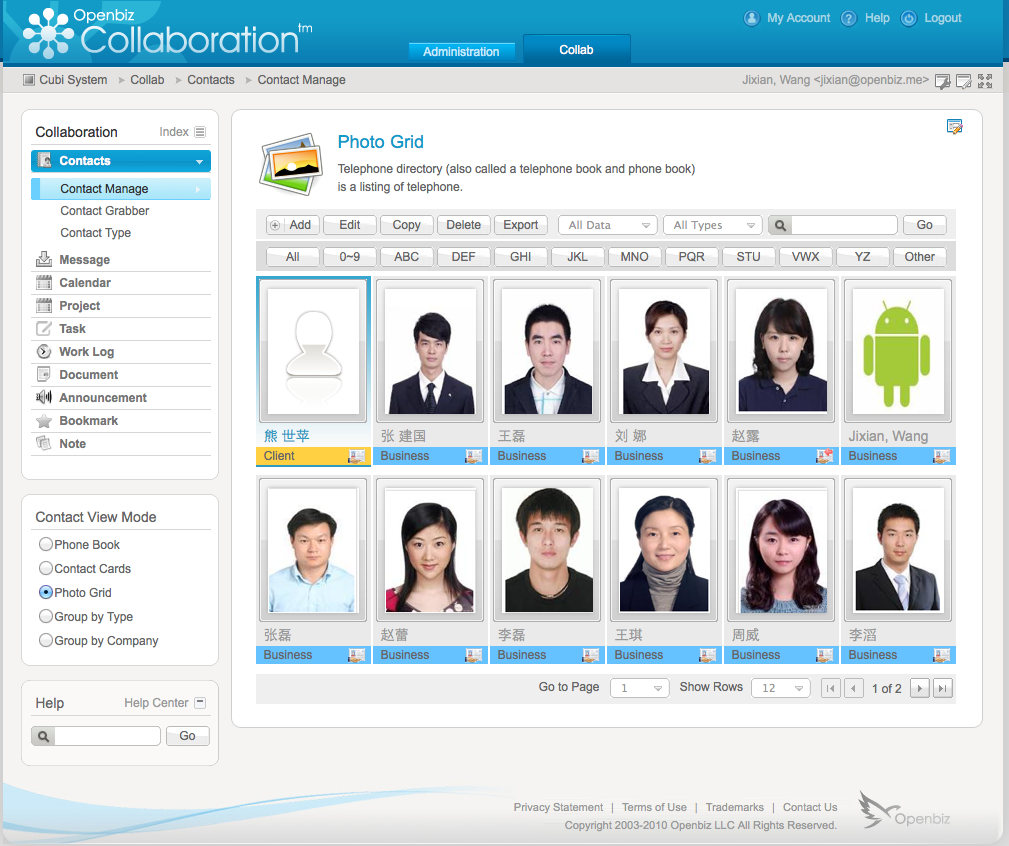 Openbiz
Collaboration tm
My Account Help Logout
Administration Collab
Cubi System Collab Contacts Contact Manage
Jixian, Wang <jixian@openbiz.me>
Collaboration Index
Contacts
Contact Manage
Contact Grabber
Contact Type
Message
Calendar
Project
Task
Work Log
Document
Announcement
Bookmark
Note
Contact View Mode
Phone Book
Contact Cards
Photo Grid
Group by Type
Group by Company
Help Help Center
Go
Photo Grid
Telephone directory (also called a telephone book and phone book)
is a listing of telephone.
Add Edit Copy Delete Export All Data All Types Go
All 0~9 ABC DEF GHI JKL MNO PQR STU VWX YZ Other
熊 世苹 张 建国 王磊 刘 娜 赵露 Jixian, Wang
Client Business Business Business Business Business
张磊 赵蕾 李磊 王琪 周威 李滔
Business Business Business Business Business Business
Go to Page 1 Show Rows 12 1 of 2
Privacy Statement | Terms of Use | Trademarks | Contact Us
Copyright 2003-2010 Openbiz LLC All Rights Reserved.
Openbiz